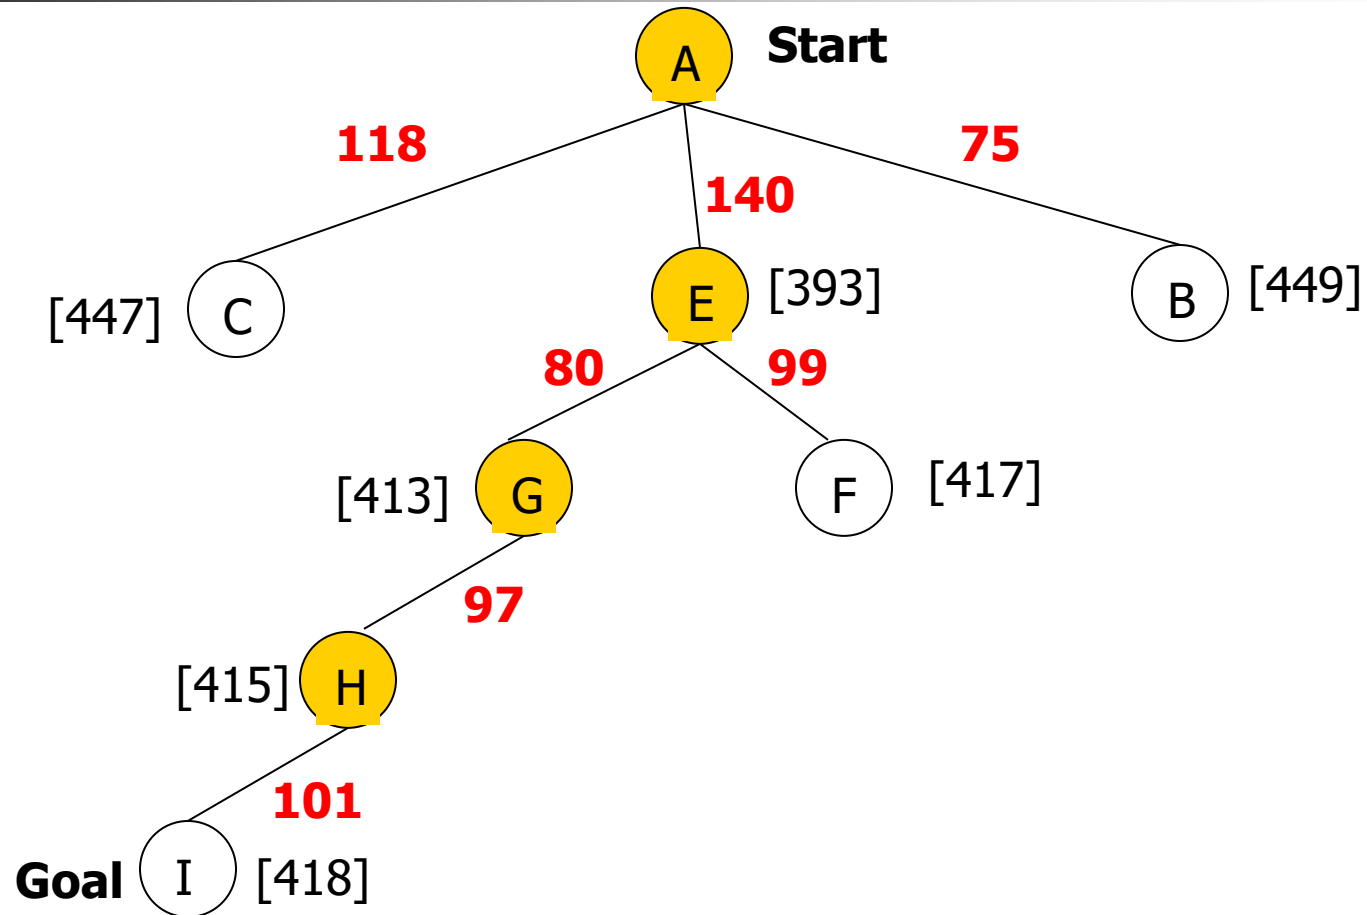 A Start
118
75
140
[447] C
E [393]
B [449]
80
99
[413] G
F [417]
97
[415] H
101
Goal I [418]